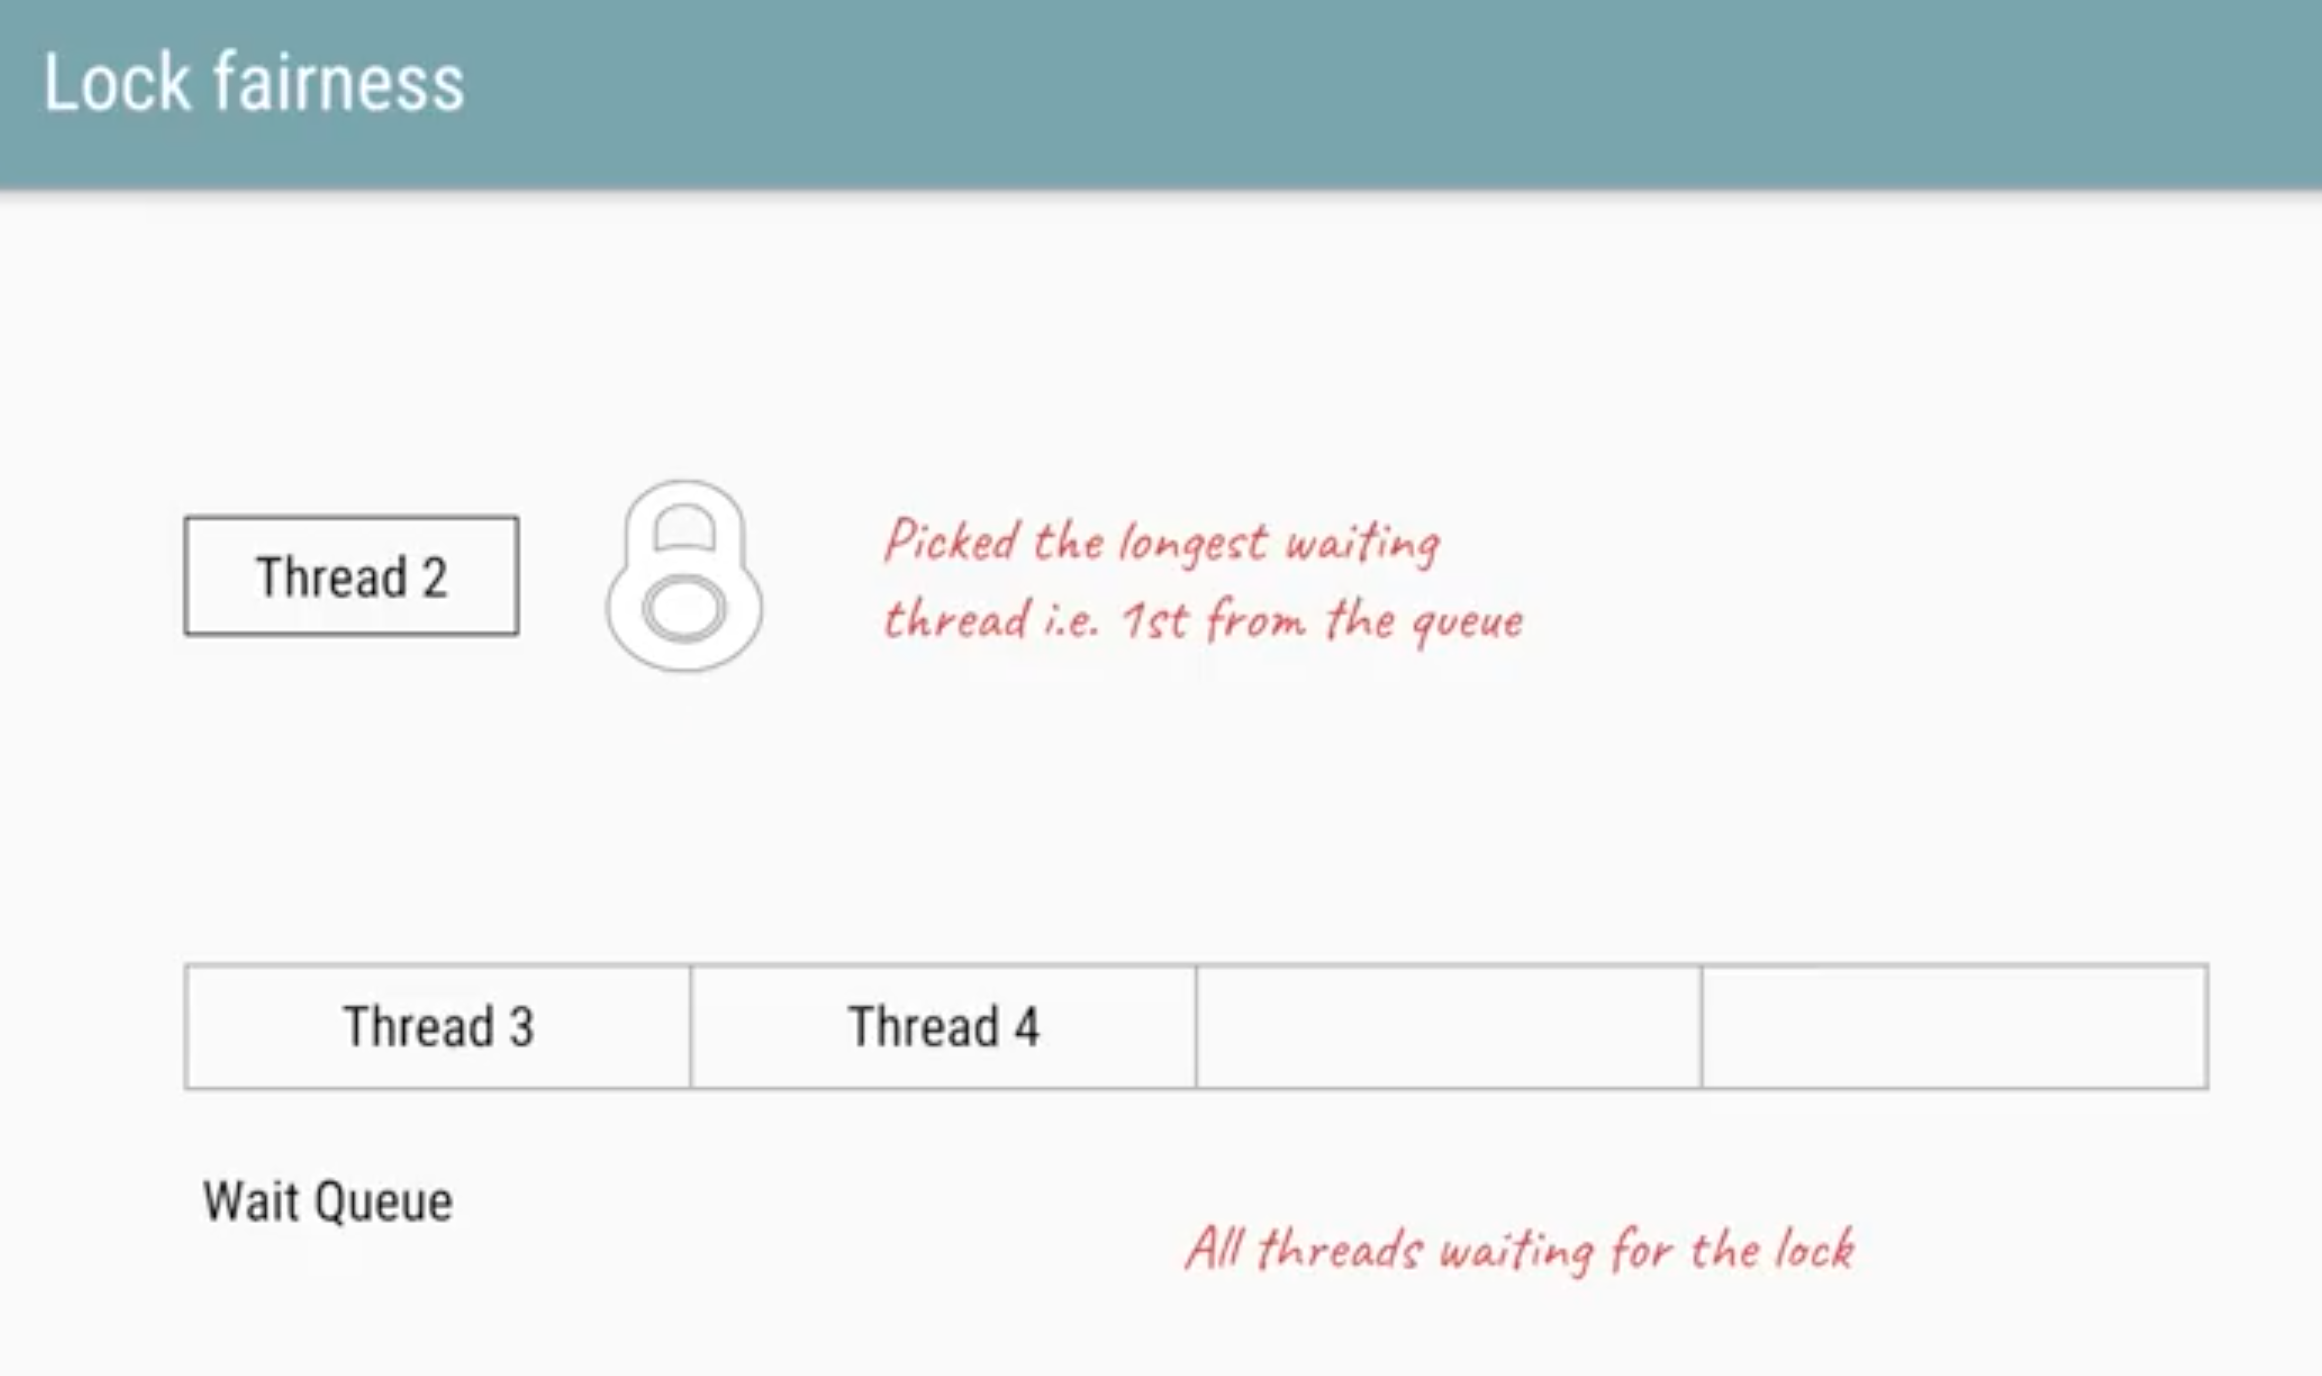 Lock fairness
Thread 2
Picked the longest waiting
thread i.e. 1st from the queue
Thread 3
Thread 4
Wait Queue
All threads waiting for the lock